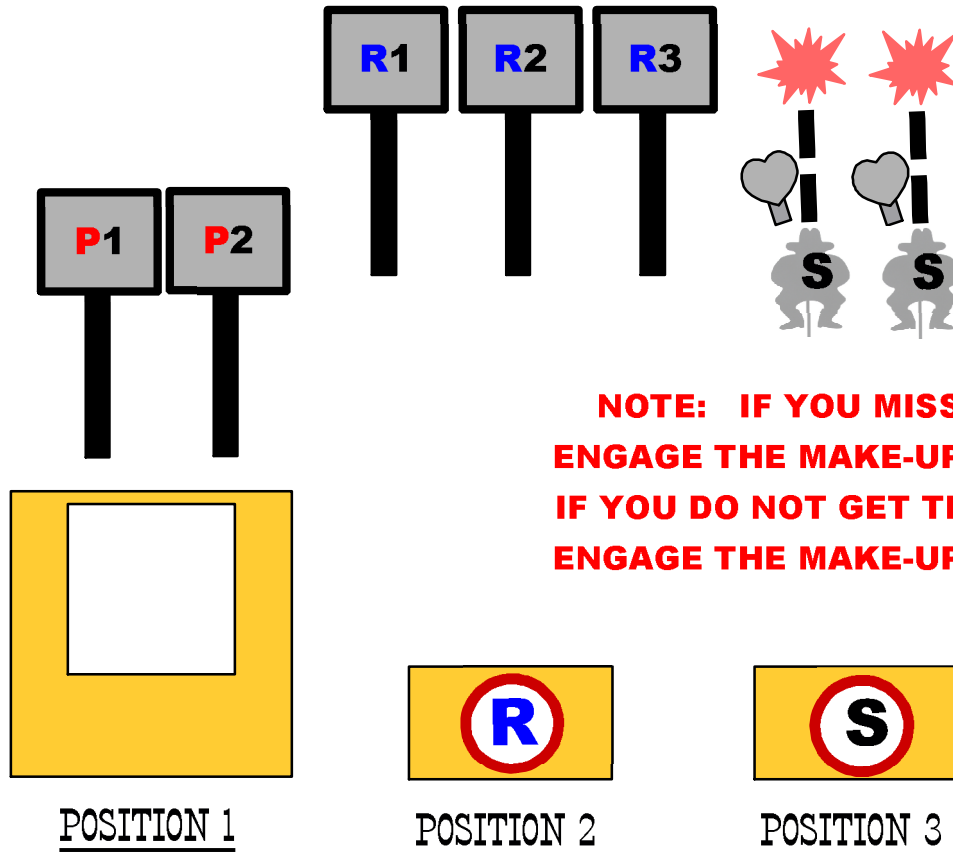 R1 R2 R3
P1 P2
S S
NOTE: IF YOU MISS
ENGAGE THE MAKE-UP
IF YOU DO NOT GET
ENGAGE THE MAKE-UP
R S
POSITION 1 POSITION 2 POSITION 3